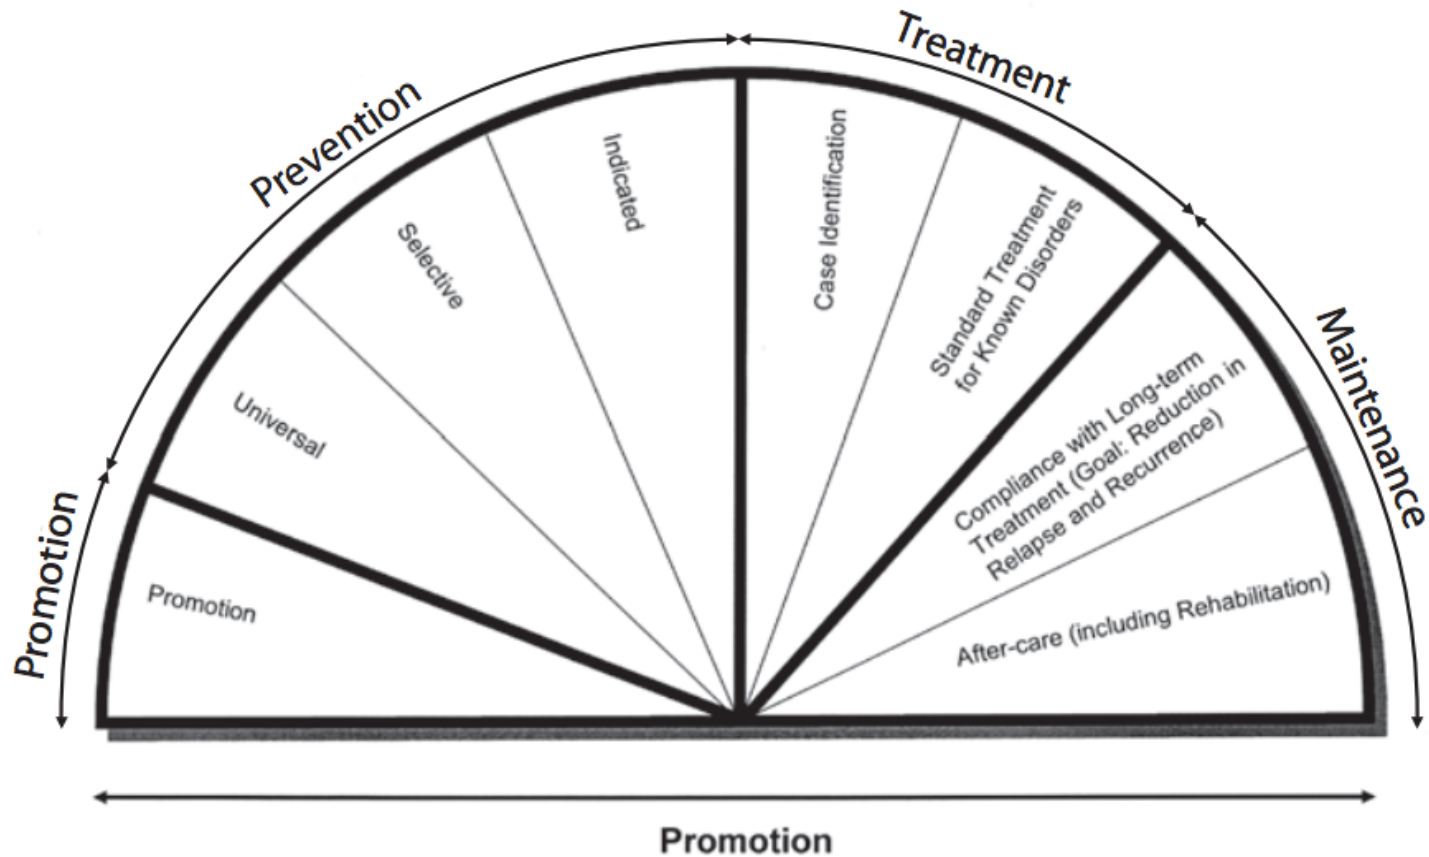 Promotion
Prevention
Treatment
Maintenance
Promotion
Universal
Selective
Indicated
Case Identification
Standard Treatment
for Known Disorders
Compliance with Long-term
Treatment (Goal: Reduction in
Relapse and Recurrence)
After-care (including Rehabilitation)
Promotion